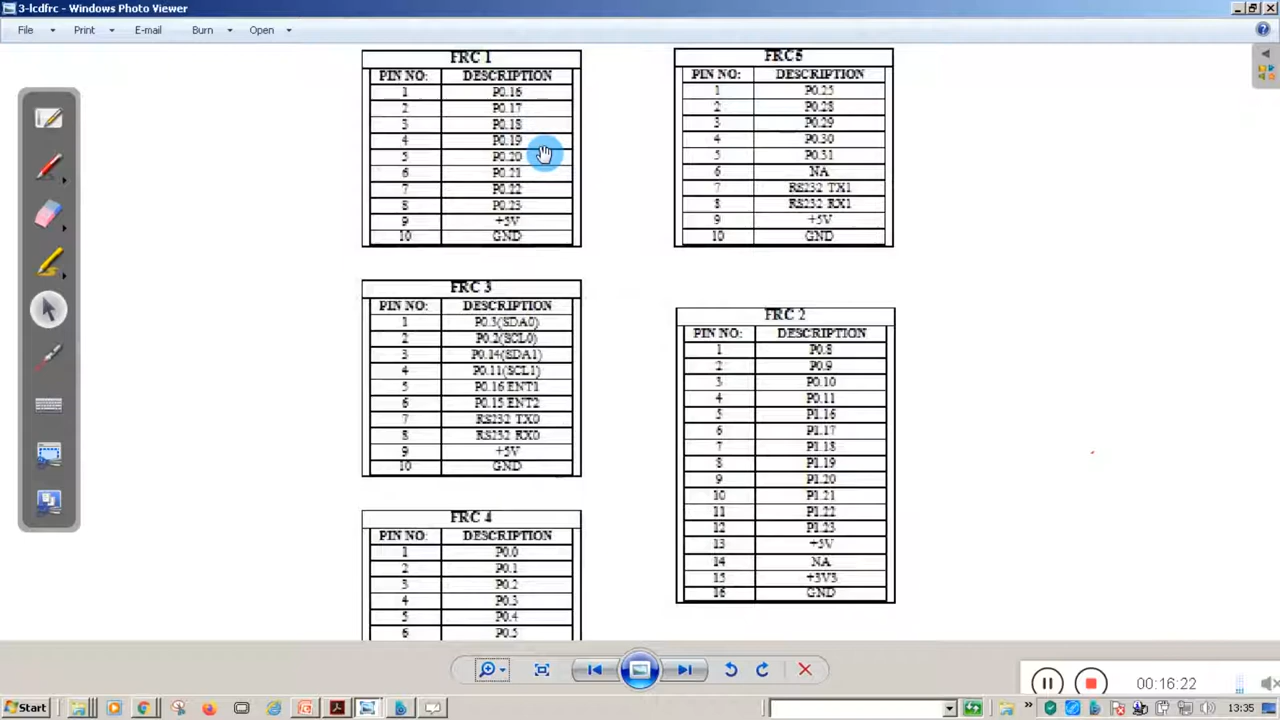 3-lcdfrc - Windows Photo Viewer
File Print E-mail Burn Open
FRC 1
PIN NO: DESCRIPTION
1 P0.16
2 P0.17
3 P0.18
4 P0.19
5 P0.20
6 P0.21
7 P0.22
8 P0.23
9 +5V
10 GND
FRC5
PIN NO: DESCRIPTION
1 P0.25
2 P0.28
3 P0.29
4 P0.30
5 P0.31
6 NA
7 RS232 TX1
8 RS232 RX1
9 +5V
10 GND
FRC 3
PIN NO: DESCRIPTION
1 P0.3(SDA0)
2 P0.2(SCL0)
3 P0.14(SDA1)
4 P0.11(SCL1)
5 P0.16 ENT1
6 P0.15 ENT2
7 RS232 TX0
8 RS232 RX0
9 +5V
10 GND
FRC 2
PIN NO: DESCRIPTION
1 P0.8
2 P0.9
3 P0.10
4 P0.11
5 P1.16
6 P1.17
7 P1.18
8 P1.19
9 P1.20
10 P1.21
11 P1.22
12 P1.23
13 +5V
14 NA
15 +3V3
16 GND
FRC 4
PIN NO: DESCRIPTION
1 P0.0
2 P0.1
3 P0.2
4 P0.3
5 P0.4
6 P0.5
00:16:22
Start
13:35